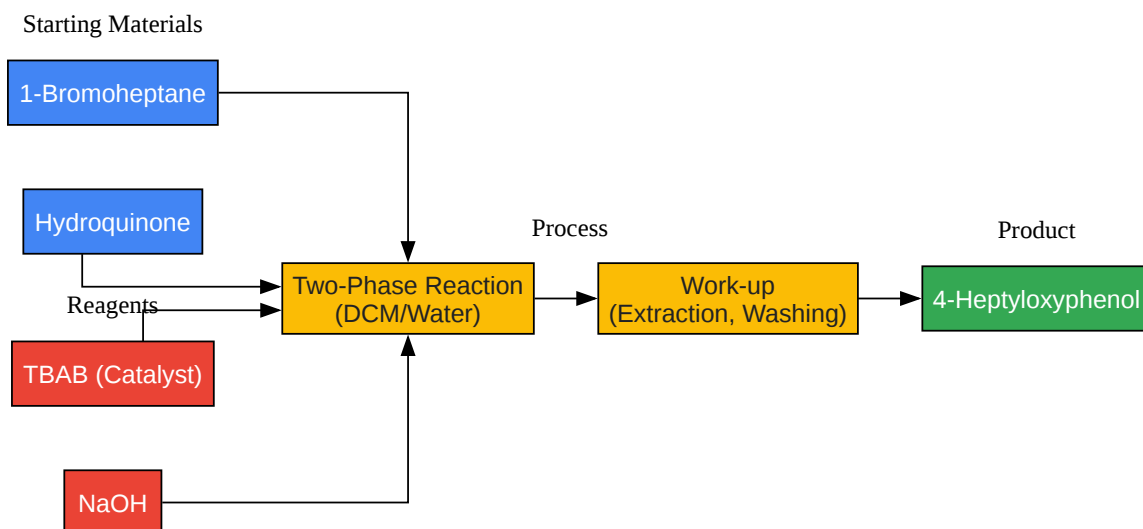 Starting Materials
1-Bromoheptane
Hydroquinone
Process
Product
Two-Phase Reaction
(DCM/Water)
Work-up
(Extraction, Washing)
4-Heptyloxyphenol
Reagents
TBAB (Catalyst)
NaOH